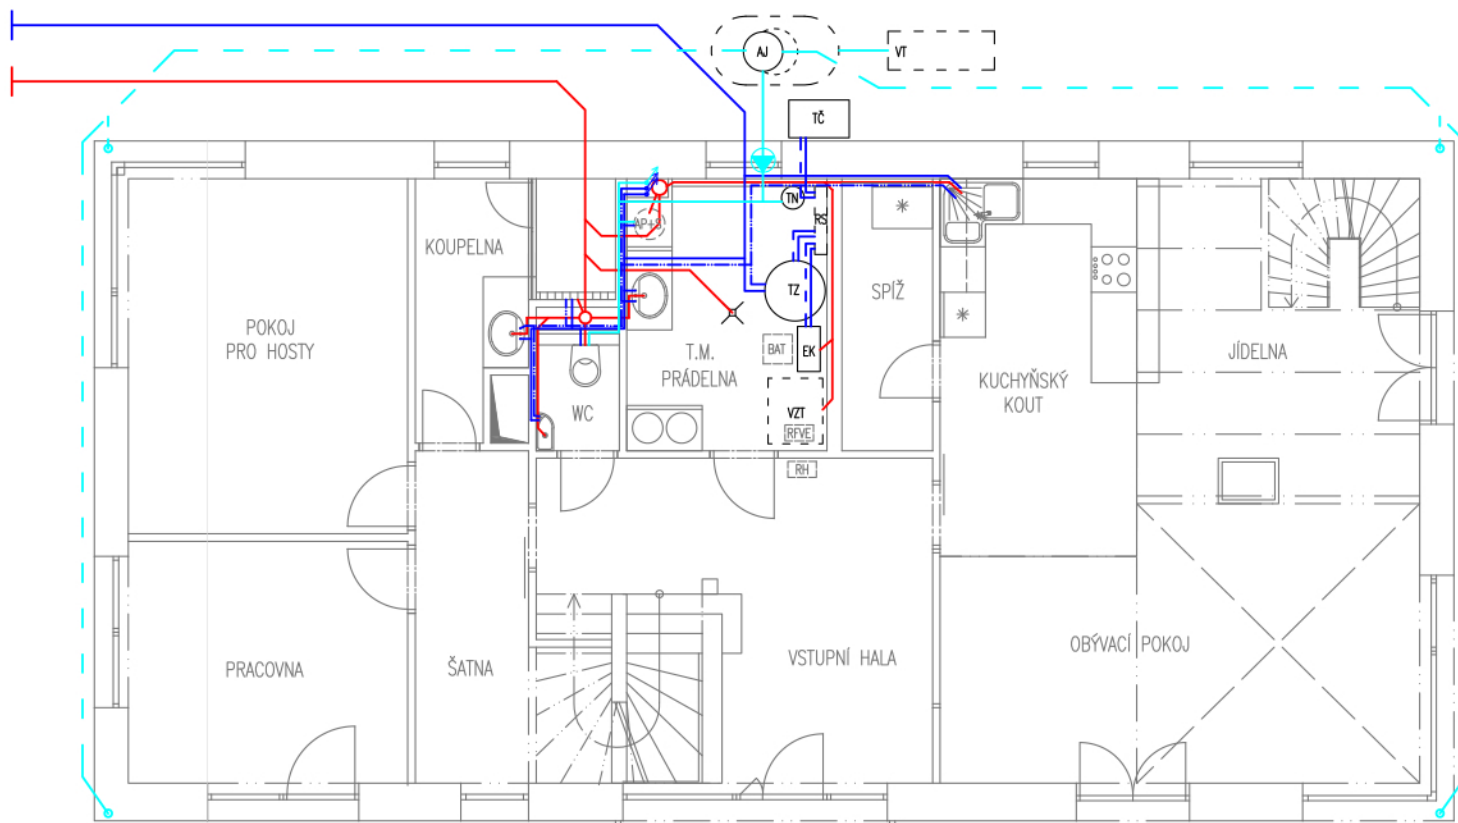 AJ
VT
TČ
TN
RŠ
AP+S
KOUPELNA
TZ
SPÍŽ
POKOJ
PRO HOSTY
BAT
EK
T.M.
PRÁDELNA
JÍDELNA
KUCHYŇSKÝ
KOUT
WC
VZT
RFVE
RH
PRACOVNA
ŠATNA
VSTUPNÍ HALA
OBÝVACÍ POKOJ